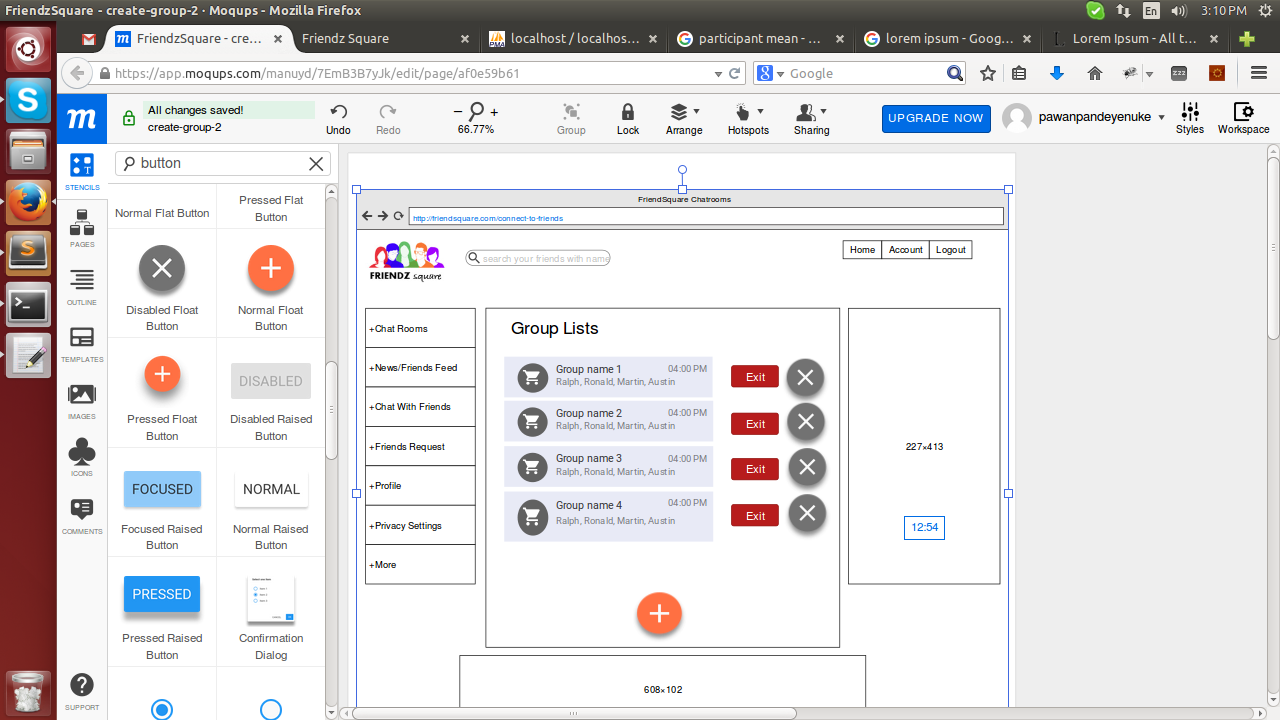 FriendzSquare - create-group-2 · Moqups - Mozilla Firefox
En
3:10 PM
FriendzSquare - cre...
Friendz Square
localhost / localhos...
participant mean - ...
lorem ipsum - Goog...
Lorem Ipsum - All t...
https://app.moqups.com/manuyd/7EmB3B7yJk/edit/page/af0e59b61
Google
m
All changes saved!
create-group-2
Undo
Redo
66.77%
Group
Lock
Arrange
Hotspots
Sharing
UPGRADE NOW
pawanpandeyenuke
Styles
Workspace
STENCILS
PAGES
OUTLINE
TEMPLATES
IMAGES
ICONS
COMMENTS
SUPPORT
button
Normal Flat Button
Pressed Flat
Button
Disabled Float
Button
Normal Float
Button
Pressed Float
Button
DISABLED
Disabled Raised
Button
FOCUSED
Focused Raised
Button
NORMAL
Normal Raised
Button
PRESSED
Pressed Raised
Button
Confirmation
Dialog
FriendSquare Chatrooms
http://friendsquare.com/connect-to-friends
FRIENDZ square
search your friends with name
Home
Account
Logout
+Chat Rooms
+News/Friends Feed
+Chat With Friends
+Friends Request
+Profile
+Privacy Settings
+More
Group Lists
Group name 1
04:00 PM
Ralph, Ronald, Martin, Austin
Exit
Group name 2
04:00 PM
Ralph, Ronald, Martin, Austin
Exit
Group name 3
04:00 PM
Ralph, Ronald, Martin, Austin
Exit
Group name 4
04:00 PM
Ralph, Ronald, Martin, Austin
Exit
227×413
12:54
608×102